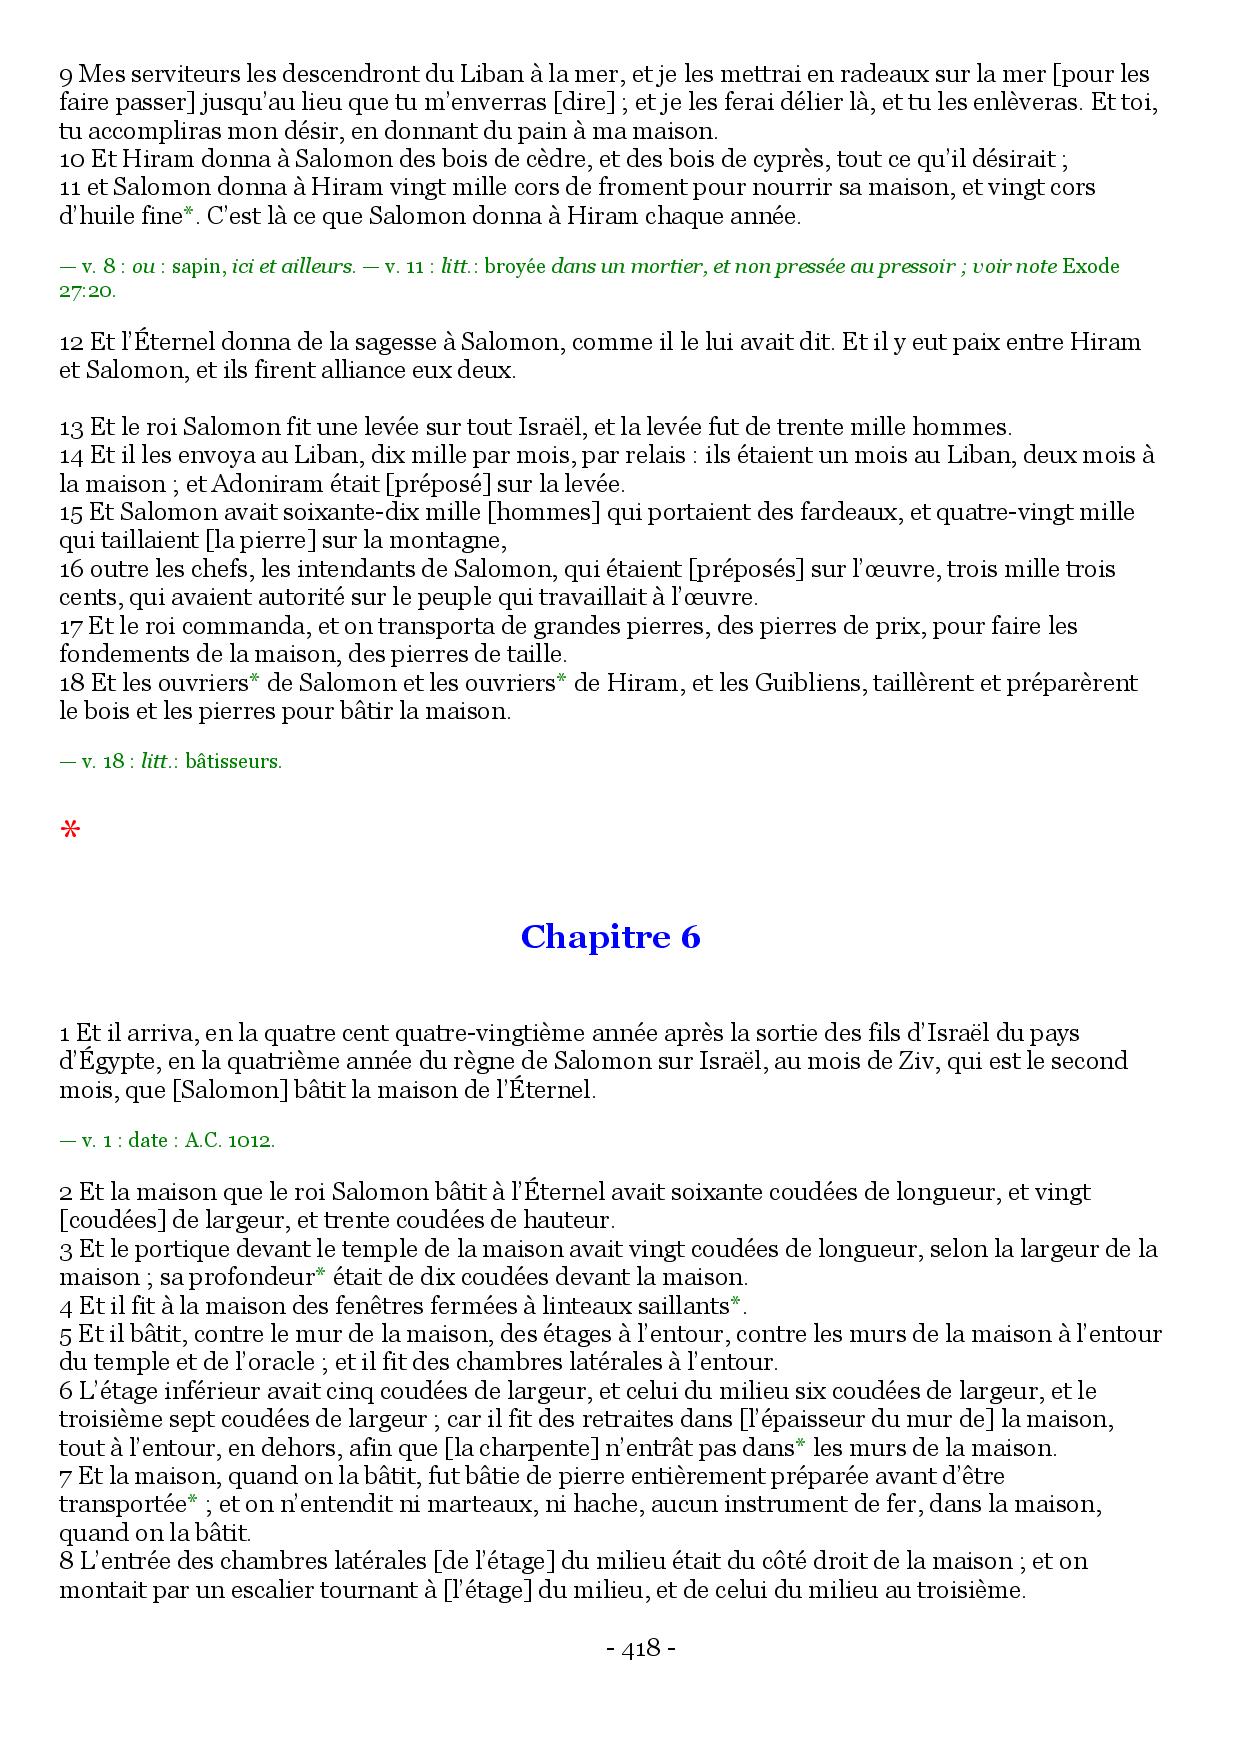 9 Mes serviteurs les descendront du Liban à la mer, et je les mettrai en radeaux sur la mer [pour les
faire passer] jusqu’au lieu que tu m’enverras [dire] ; et je les ferai délier là, et tu les enlèveras. Et toi,
tu accompliras mon désir, en donnant du pain à ma maison.
10 Et Hiram donna à Salomon des bois de cèdre, et des bois de cyprès, tout ce qu’il désirait ;
11 et Salomon donna à Hiram vingt mille cors de froment pour nourrir sa maison, et vingt cors
d’huile fine*. C’est là ce que Salomon donna à Hiram chaque année.
— v. 8 : ou : sapin, ici et ailleurs. — v. 11 : litt.: broyée dans un mortier, et non pressée au pressoir ; voir note Exode
27:20.
12 Et l’Éternel donna de la sagesse à Salomon, comme il le lui avait dit. Et il y eut paix entre Hiram
et Salomon, et ils firent alliance eux deux.
13 Et le roi Salomon fit une levée sur tout Israël, et la levée fut de trente mille hommes.
14 Et il les envoya au Liban, dix mille par mois, par relais : ils étaient un mois au Liban, deux mois à
la maison ; et Adoniram était [préposé] sur la levée.
15 Et Salomon avait soixante-dix mille [hommes] qui portaient des fardeaux, et quatre-vingt mille
qui taillaient [la pierre] sur la montagne,
16 outre les chefs, les intendants de Salomon, qui étaient [préposés] sur l’œuvre, trois mille trois
cents, qui avaient autorité sur le peuple qui travaillait à l’œuvre.
17 Et le roi commanda, et on transporta de grandes pierres, des pierres de prix, pour faire les
fondements de la maison, des pierres de taille.
18 Et les ouvriers* de Salomon et les ouvriers* de Hiram, et les Guibliens, taillèrent et préparèrent
le bois et les pierres pour bâtir la maison.
— v. 18 : litt.: bâtisseurs.
*
Chapitre 6
1 Et il arriva, en la quatre cent quatre-vingtième année après la sortie des fils d’Israël du pays
d’Égypte, en la quatrième année du règne de Salomon sur Israël, au mois de Ziv, qui est le second
mois, que [Salomon] bâtit la maison de l’Éternel.
— v. 1 : date : A.C. 1012.
2 Et la maison que le roi Salomon bâtit à l’Éternel avait soixante coudées de longueur, et vingt
[coudées] de largeur, et trente coudées de hauteur.
3 Et le portique devant le temple de la maison avait vingt coudées de longueur, selon la largeur de la
maison ; sa profondeur* était de dix coudées devant la maison.
4 Et il fit à la maison des fenêtres fermées à linteaux saillants*.
5 Et il bâtit, contre le mur de la maison, des étages à l’entour, contre les murs de la maison à l’entour
du temple et de l’oracle ; et il fit des chambres latérales à l’entour.
6 L’étage inférieur avait cinq coudées de largeur, et celui du milieu six coudées de largeur, et le
troisième sept coudées de largeur ; car il fit des retraites dans [l’épaisseur du mur de] la maison,
tout à l’entour, en dehors, afin que [la charpente] n’entrât pas dans* les murs de la maison.
7 Et la maison, quand on la bâtit, fut bâtie de pierre entièrement préparée avant d’être
transportée* ; et on n’entendit ni marteaux, ni hache, aucun instrument de fer, dans la maison,
quand on la bâtit.
8 L’entrée des chambres latérales [de l’étage] du milieu était du côté droit de la maison ; et on
montait par un escalier tournant à [l’étage] du milieu, et de celui du milieu au troisième.
- 418 -